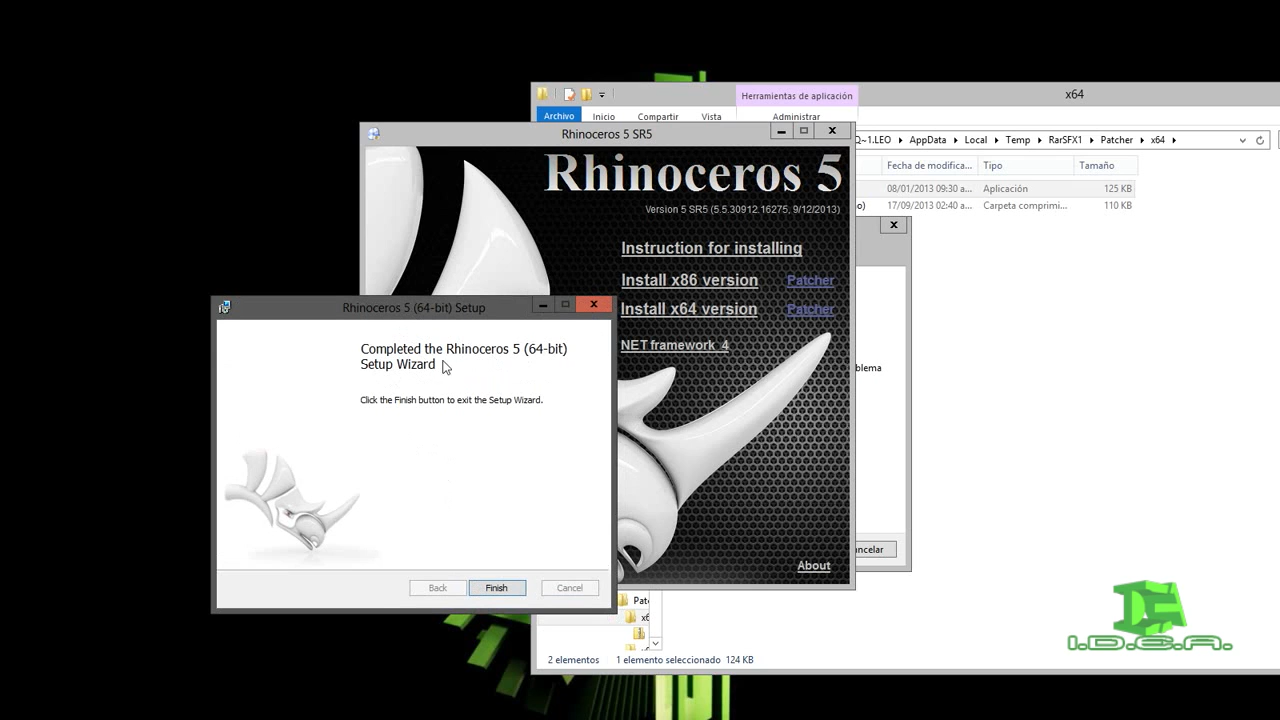 Herramientas de aplicación
x64
Archivo
Inicio
Compartir
Vista
Administrar
Q~1.LEO
AppData
Local
Temp
RarSFX1
Patcher
x64
Fecha de modifica...
Tipo
Tamaño
08/01/2013 09:30 a...
Aplicación
125 KB
17/09/2013 02:40 a...
Carpeta comprimi...
110 KB
Rhinoceros 5 SR5
Rhinoceros 5
Version 5 SR5 (5.5.30912.16275, 9/12/2013)
Instruction for installing
Install x86 version
Patcher
Install x64 version
Patcher
NET framework 4
About
blema
ancelar
Rhinoceros 5 (64-bit) Setup
Completed the Rhinoceros 5 (64-bit)
Setup Wizard
Click the Finish button to exit the Setup Wizard.
Back
Finish
Cancel
2 elementos
1 elemento seleccionado 124 KB
I.D.E.A.